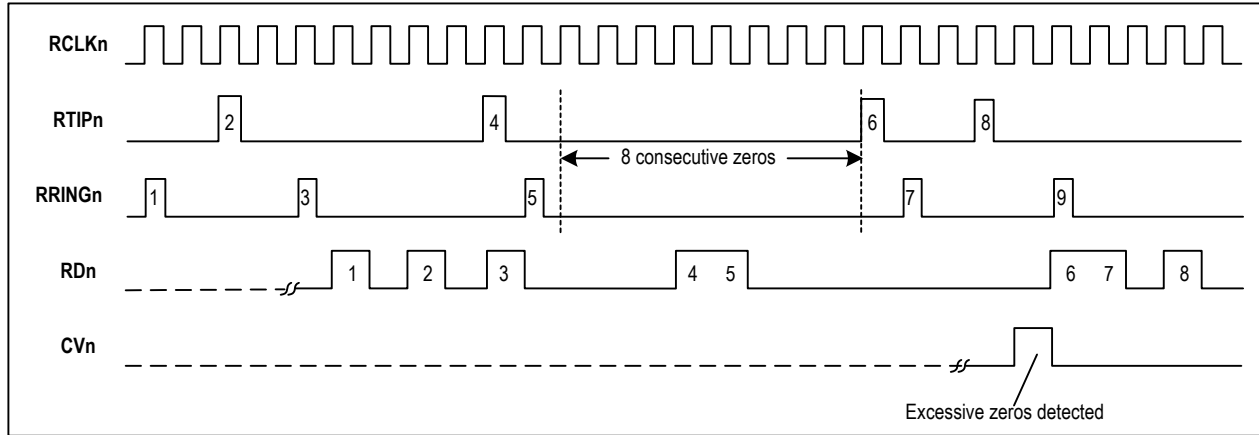 RCLKn
RTIPn
2
4
6
8
8 consecutive zeros
RRINGn
1
3
5
7
9
RDn
1
2
3
4 5
6 7
8
CVn
Excessive zeros detected